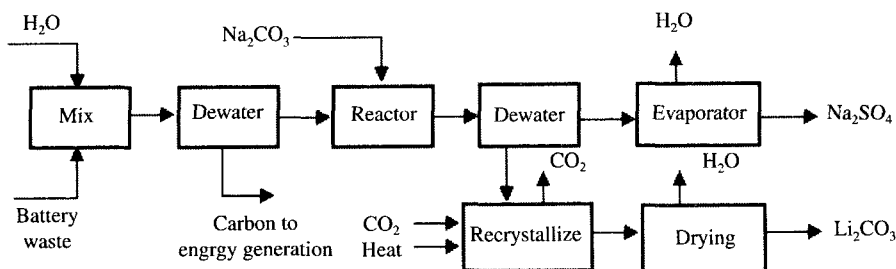 H₂O
Na₂CO₃
H₂O
Mix
Dewater
Reactor
Dewater
Evaporator
Na₂SO₄
Battery
waste
Carbon to
engrgy generation
CO₂
H₂O
CO₂
Heat
Recrystallize
Drying
Li₂CO₃